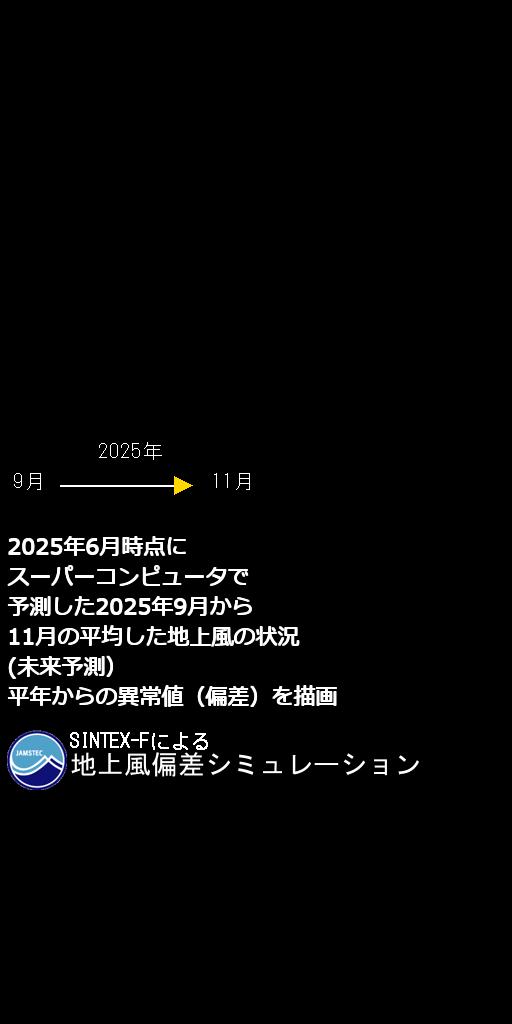 2025年
9月 11月
2025年6月時点に
スーパーコンピュータで
予測した2025年9月から
11月の平均した地上風の状況
(未来予測)
平年からの異常値（偏差）を描画
JAMSTEC
SINTEX-Fによる
地上風偏差シミュレーション